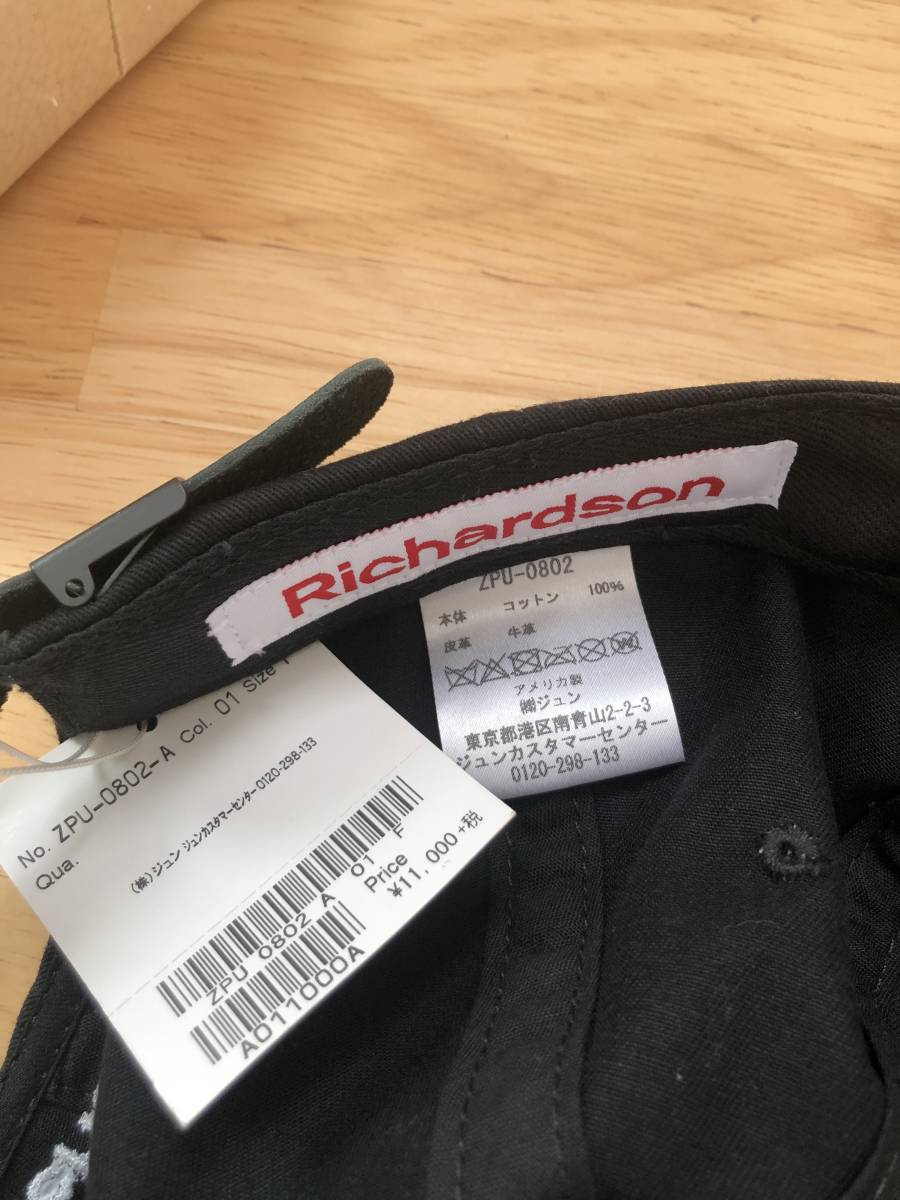 Richardson
ZPU-0802
本体 コットン 100%
皮革 牛革
アメリカ製
㈱ジュン
東京都港区南青山2-2-3
ジュンカスタマーセンター
0120-298-133
No. ZPU-0802-A Col. 01 Size
Qua.
(株)ジュン ジュンカスタマーセンター0120-298-133
ZPU 0802 A 01 F
A011000A
Price
¥11,000+税